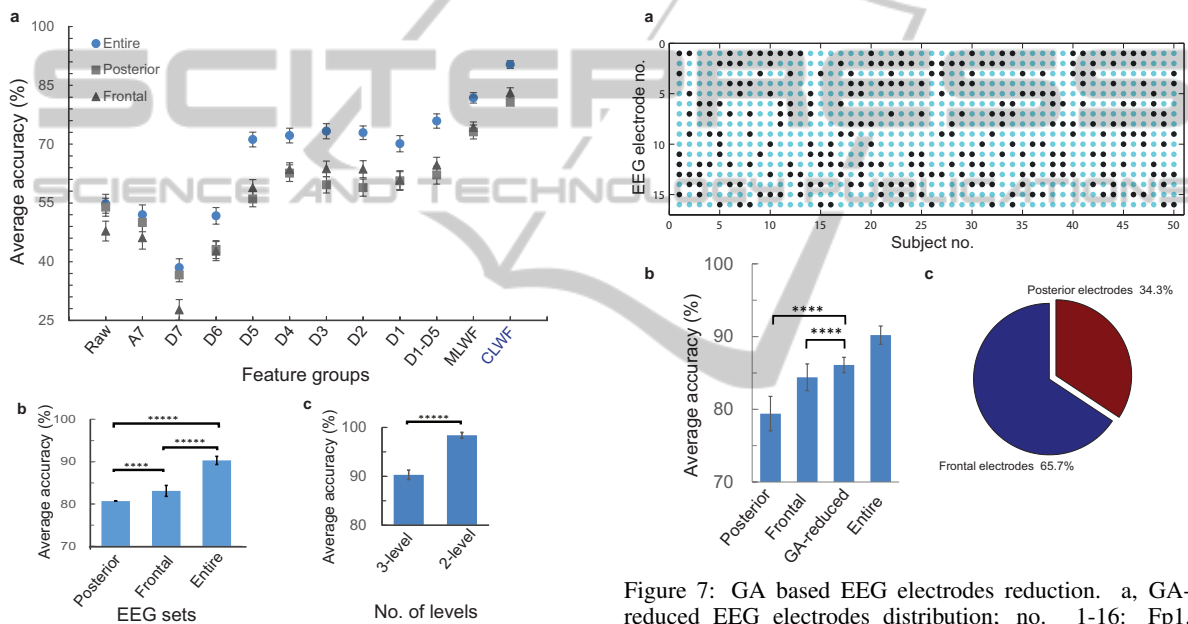 a
100
85
70
55
40
25
Average accuracy (%)
Entire
Posterior
Frontal
Raw
A7
D7
D6
D5
D4
D3
D2
D1
D1-D5
MLWF
CLWF
Feature groups
b
100
90
80
70
Average accuracy (%)
*****
*****
****
Posterior
Frontal
Entire
EEG sets
c
100
90
80
Average accuracy (%)
*****
3-level
2-level
No. of levels
a
0
5
10
15
EEG electrode no.
0 5 10 15 20 25 30 35 40 45 50
Subject no.
b
100
90
80
70
Average accuracy (%)
****
****
Posterior
Frontal
GA-reduced
Entire
c
Posterior electrodes 34.3%
Frontal electrodes 65.7%
Figure 7: GA based EEG electrodes reduction. a, GA-
reduced EEG electrodes distribution; no. 1-16: Fp1,
SCITEPRESS
SCIENCE AND TECHNOLOGY PUBLICATIONS